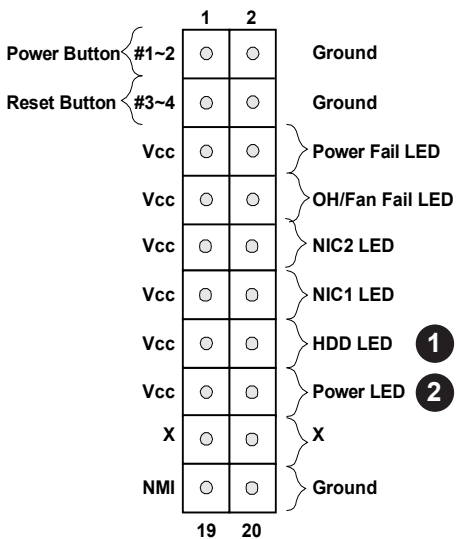 1 2
Power Button #1~2 Ground
Reset Button #3~4 Ground
Vcc Power Fail LED
Vcc OH/Fan Fail LED
Vcc NIC2 LED
Vcc NIC1 LED
Vcc HDD LED 1
Vcc Power LED 2
X X
NMI Ground
19 20